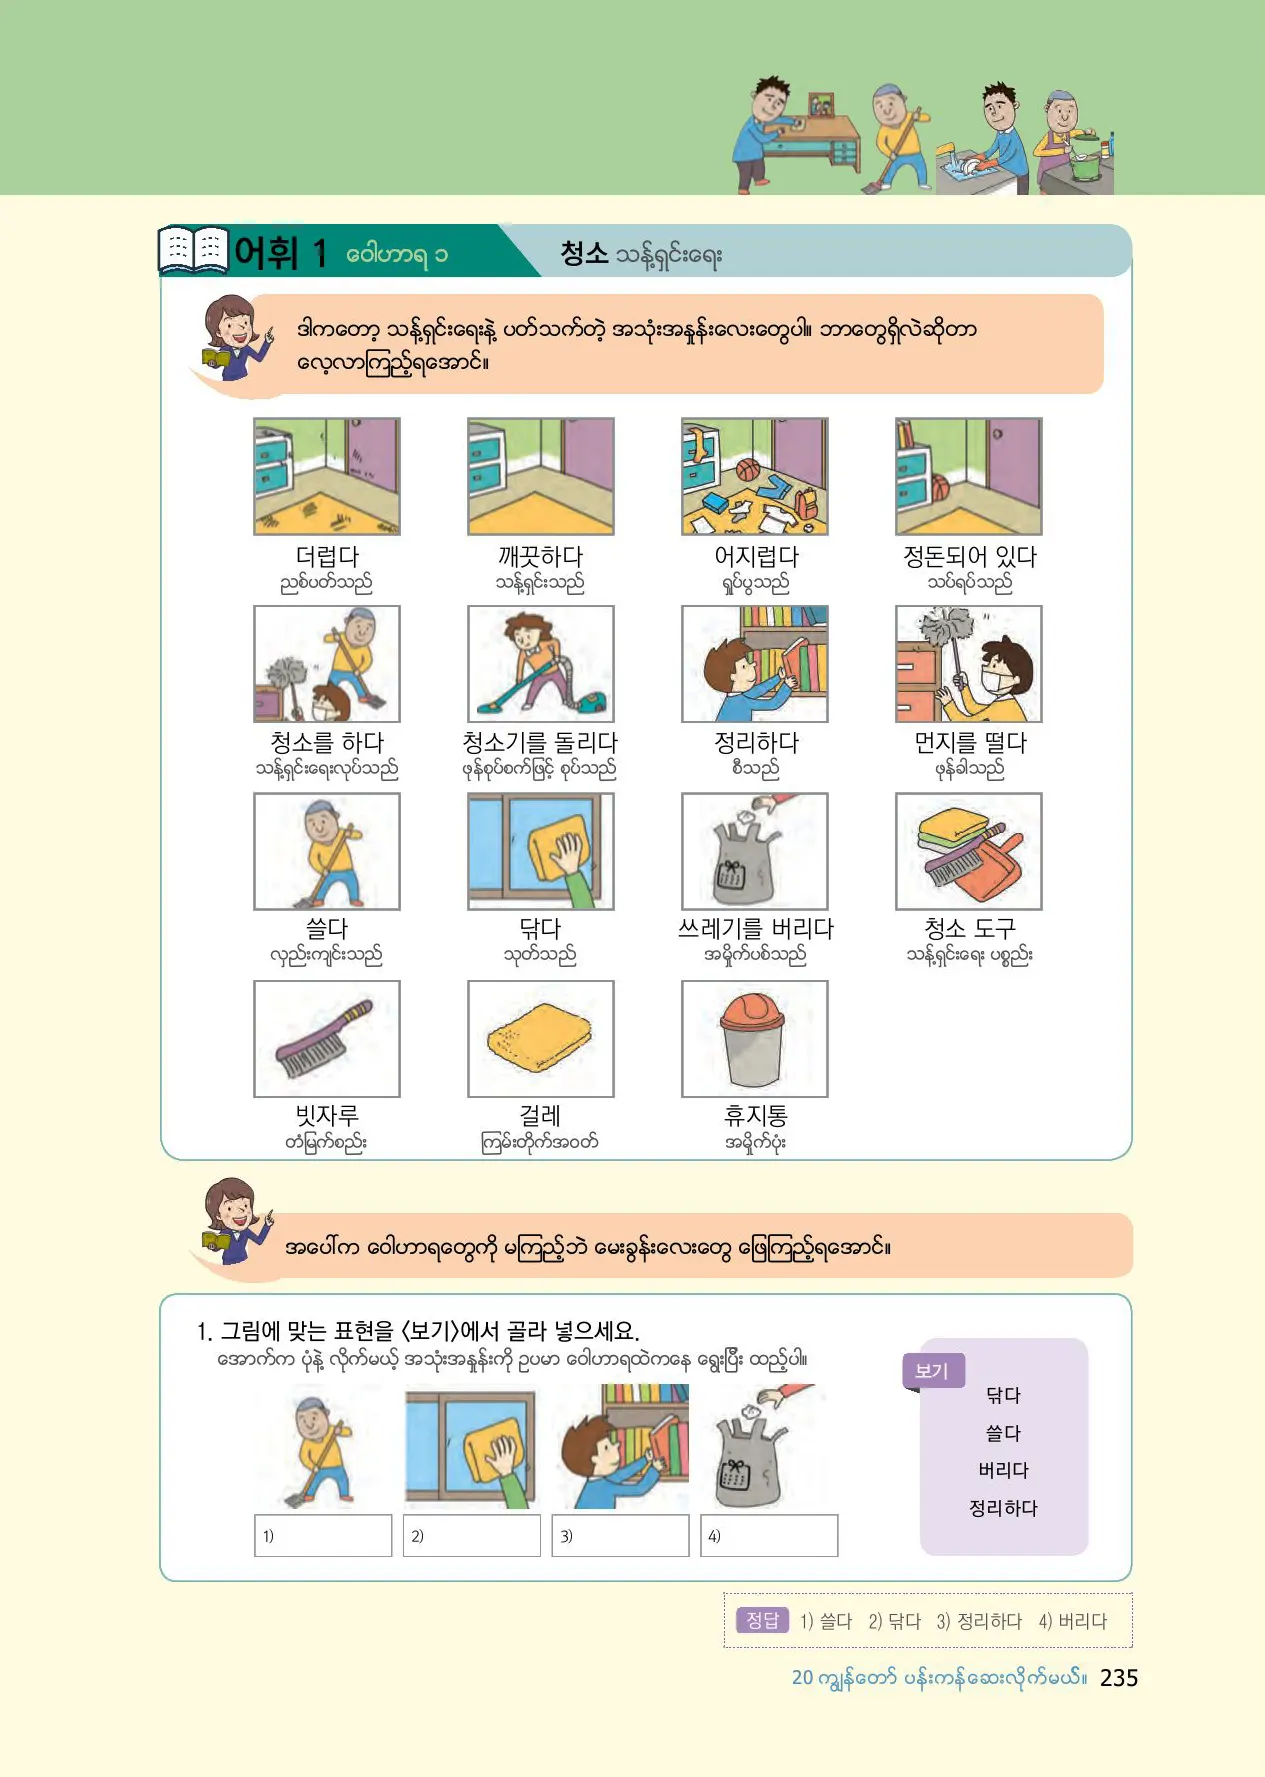 어휘 1 ဝေါဟာရ ၁ 청소 သန့်ရှင်းရေး
ဒါကတော့ သန့်ရှင်းရေးနဲ့ ပတ်သက်တဲ့ အသုံးအနှုန်းလေးတွေပါ။ ဘာတွေရှိလဲဆိုတာ
လေ့လာကြည့်ရအောင်။
더럽다 깨끗하다 어지럽다 정돈되어 있다
ညစ်ပတ်သည် သန့်ရှင်းသည် ရှုပ်ပွသည် သပ်ရပ်သည်
청소를 하다 청소기를 돌리다 정리하다 먼지를 떨다
သန့်ရှင်းရေးလုပ်သည် ဖုန်စုပ်စက်ဖြင့် စုပ်သည် စီသည် ဖုန်ခါသည်
쓸다 닦다 쓰레기를 버리다 청소 도구
လှည်းကျင်းသည် သုတ်သည် အမှိုက်ပစ်သည် သန့်ရှင်းရေး ပစ္စည်း
빗자루 걸레 휴지통
တံမြက်စည်း ကြမ်းတိုက်အဝတ် အမှိုက်ပုံး
အပေါ်က ဝေါဟာရတွေကို မကြည့်ဘဲ မေးခွန်းလေးတွေ ဖြေကြည့်ရအောင်။
1. 그림에 맞는 표현을 〈보기〉에서 골라 넣으세요.
အောက်က ပုံနဲ့ လိုက်မယ့် အသုံးအနှုန်းကို ဥပမာ ဝေါဟာရထဲကနေ ရွေးပြီး ထည့်ပါ။
보기
닦다
쓸다
버리다
정리하다
1) 2) 3) 4)
정답 1) 쓸다 2) 닦다 3) 정리하다 4) 버리다
20 ကျွန်တော် ပန်းကန်ဆေးလိုက်မယ်။ 235